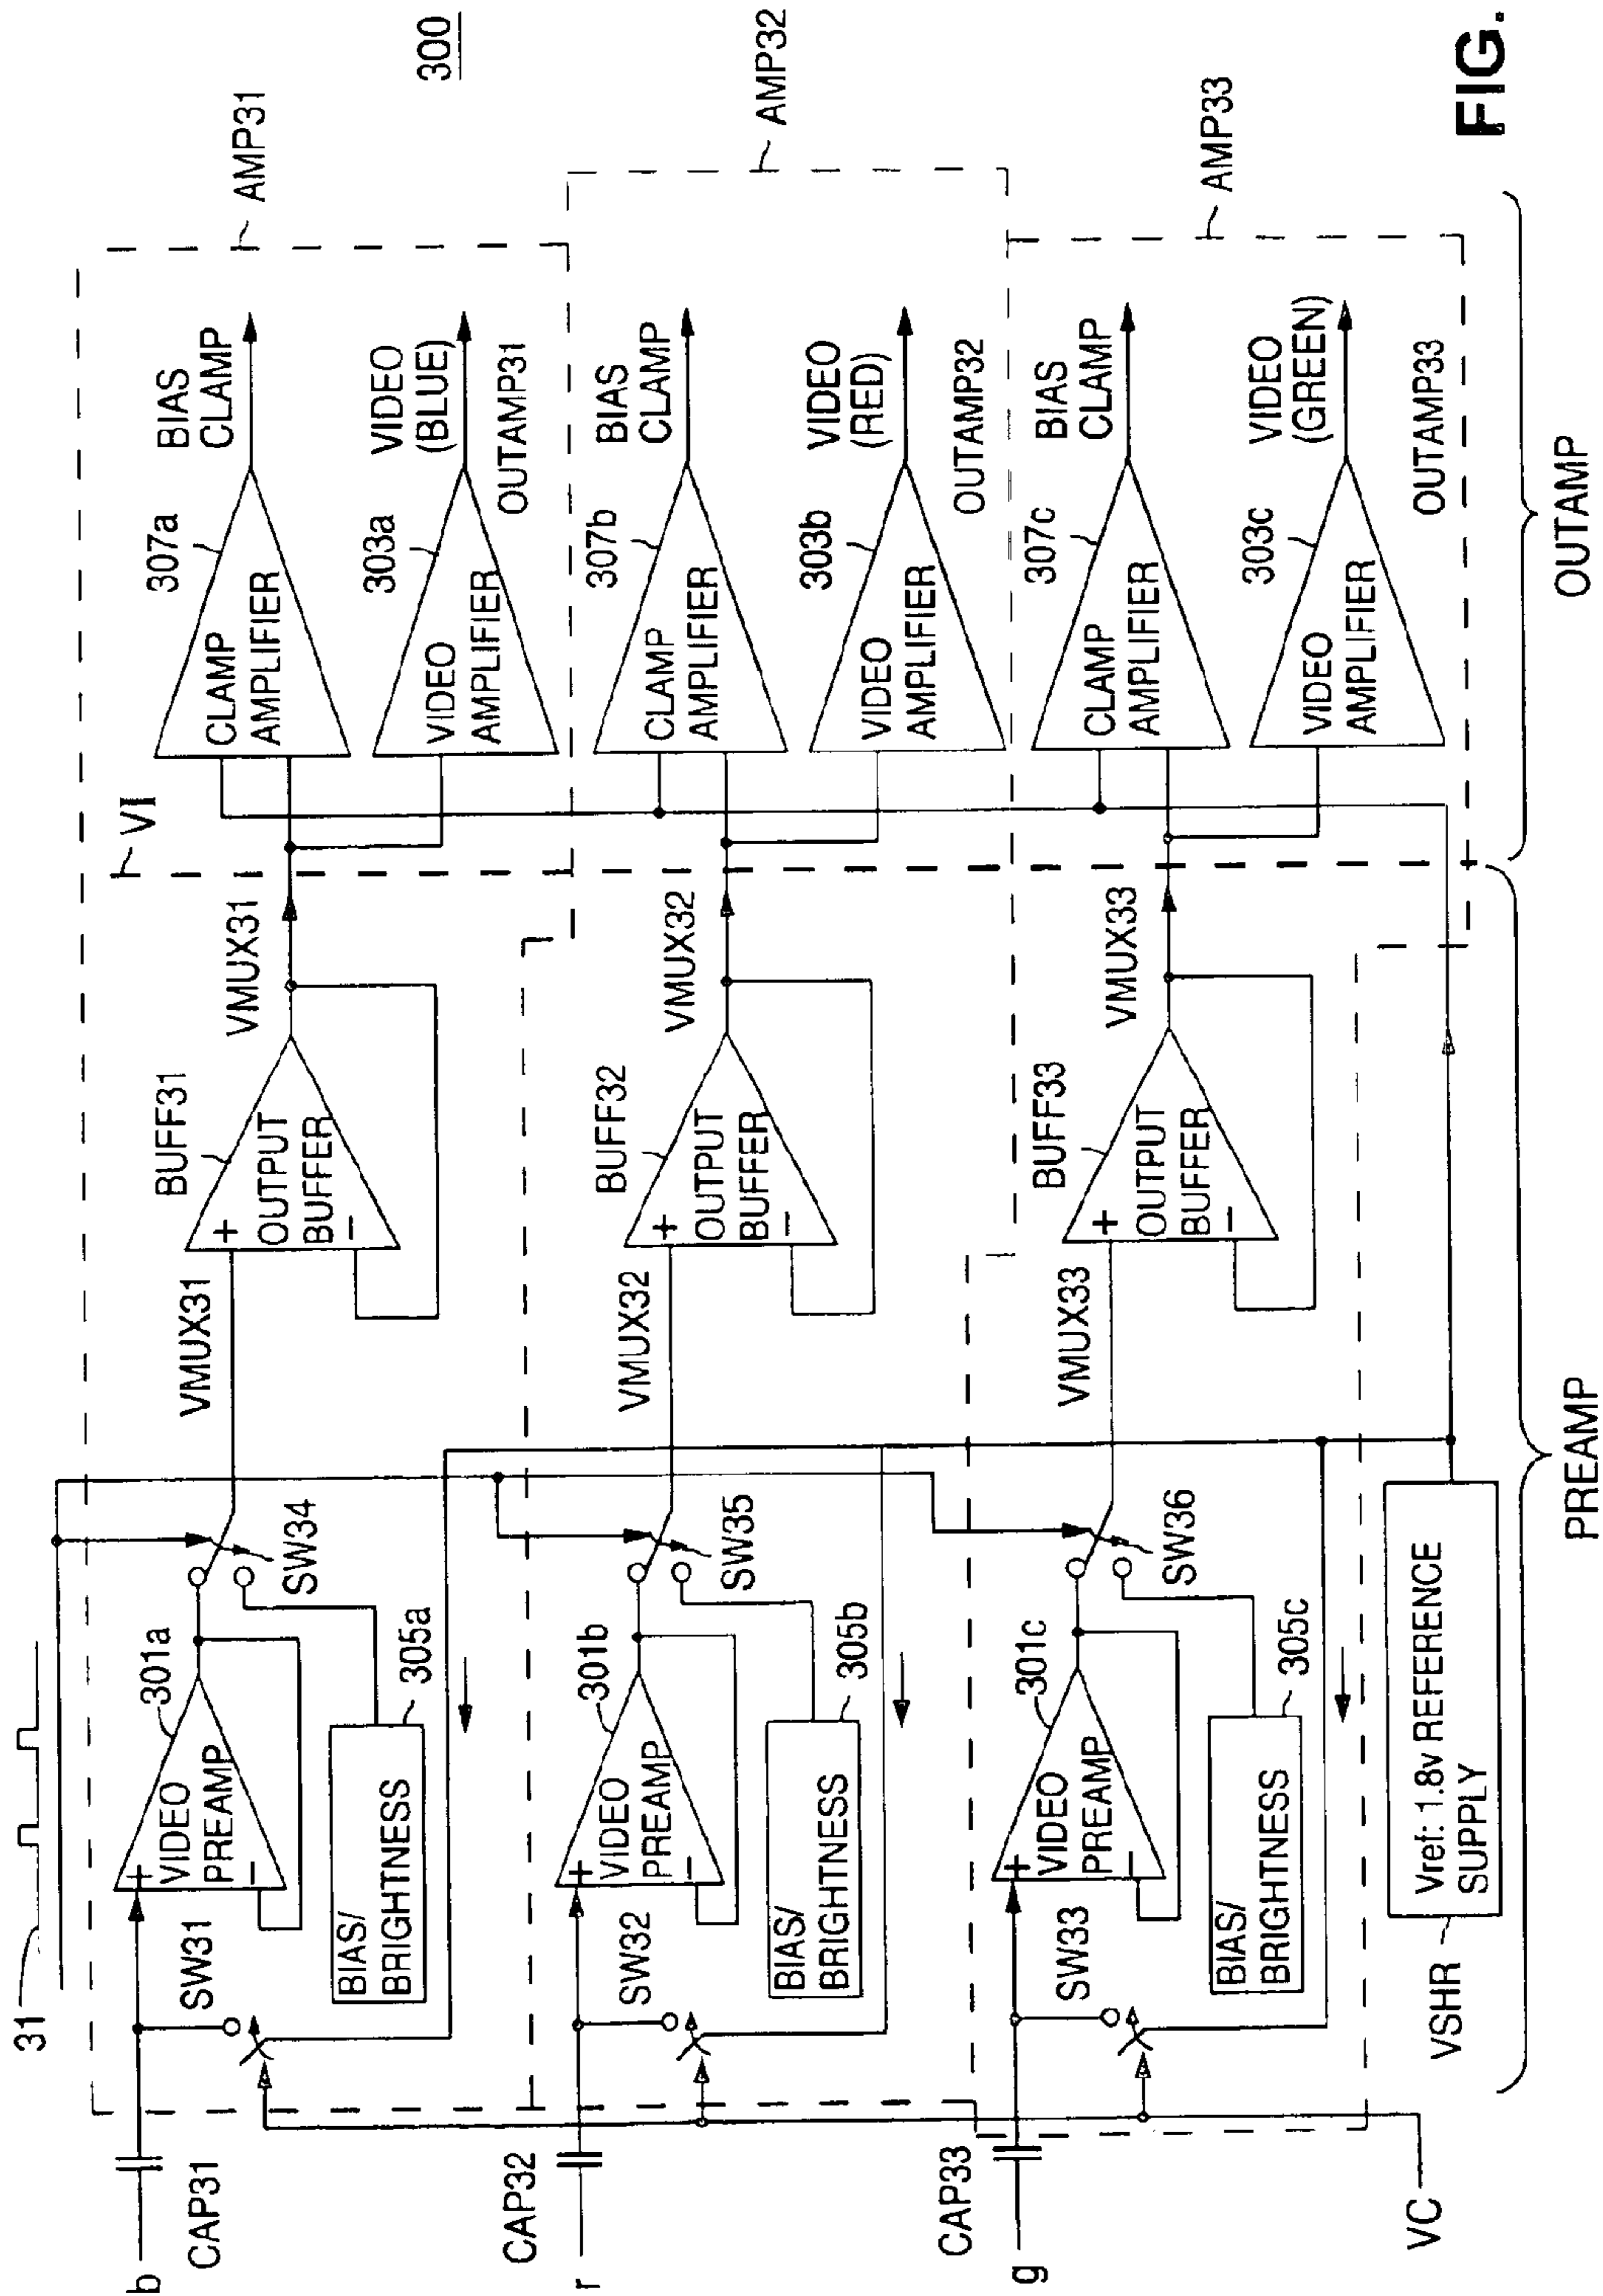 300
AMP31
AMP32
AMP33
31
b
CAP31
SW31
+
VIDEO
PREAMP
−
301a
BIAS/
BRIGHTNESS
305a
SW34
VMUX31
BUFF31
+
OUTPUT
BUFFER
−
VMUX31
VI
CLAMP
AMPLIFIER
307a
BIAS
CLAMP
VIDEO
AMPLIFIER
303a
VIDEO
(BLUE)
OUTAMP31
r
CAP32
SW32
+
VIDEO
PREAMP
−
301b
BIAS/
BRIGHTNESS
305b
SW35
VMUX32
BUFF32
+
OUTPUT
BUFFER
−
VMUX32
CLAMP
AMPLIFIER
307b
BIAS
CLAMP
VIDEO
AMPLIFIER
303b
VIDEO
(RED)
OUTAMP32
g
CAP33
SW33
+
VIDEO
PREAMP
−
301c
BIAS/
BRIGHTNESS
305c
SW36
VMUX33
BUFF33
+
OUTPUT
BUFFER
−
VMUX33
CLAMP
AMPLIFIER
307c
BIAS
CLAMP
VIDEO
AMPLIFIER
303c
VIDEO
(GREEN)
OUTAMP33
VC
VSHR
Vref: 1.8v REFERENCE
SUPPLY
PREAMP
OUTAMP
FIG.